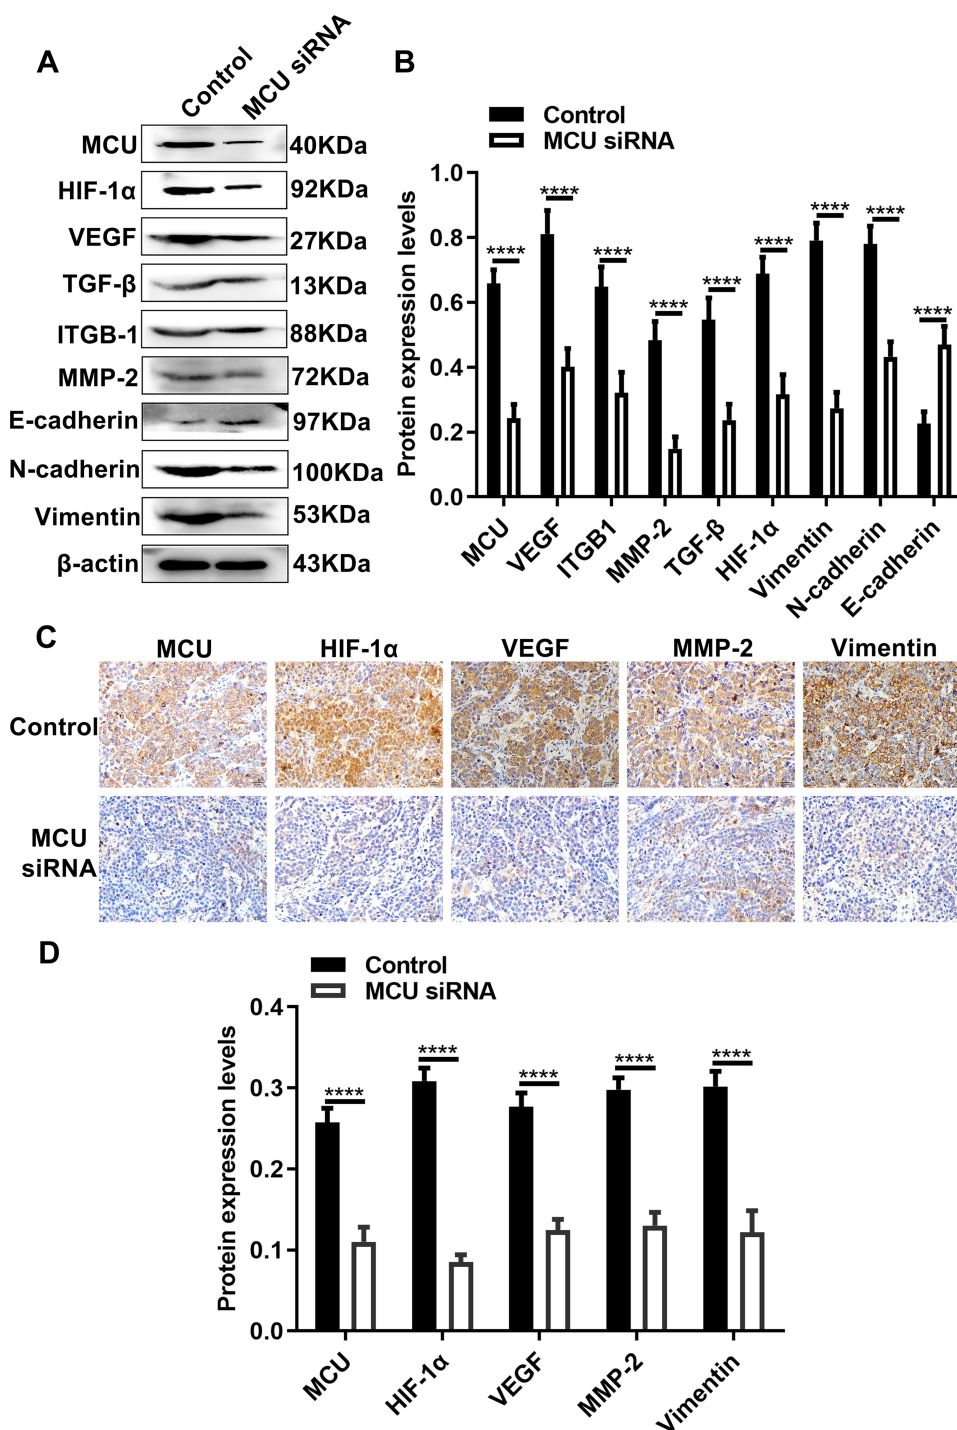 A
Control
MCU siRNA
MCU 40KDa
HIF-1α 92KDa
VEGF 27KDa
TGF-β 13KDa
ITGB-1 88KDa
MMP-2 72KDa
E-cadherin 97KDa
N-cadherin 100KDa
Vimentin 53KDa
β-actin 43KDa
B
Control
MCU siRNA
Protein expression levels
1.0
0.8
0.6
0.4
0.2
0.0
**** **** **** **** **** **** **** **** ****
MCU VEGF ITGB1 MMP-2 TGF-β HIF-1α Vimentin N-cadherin E-cadherin
C
MCU HIF-1α VEGF MMP-2 Vimentin
Control
MCU
siRNA
D
Control
MCU siRNA
Protein expression levels
0.4
0.3
0.2
0.1
0.0
**** **** **** **** ****
MCU HIF-1α VEGF MMP-2 Vimentin